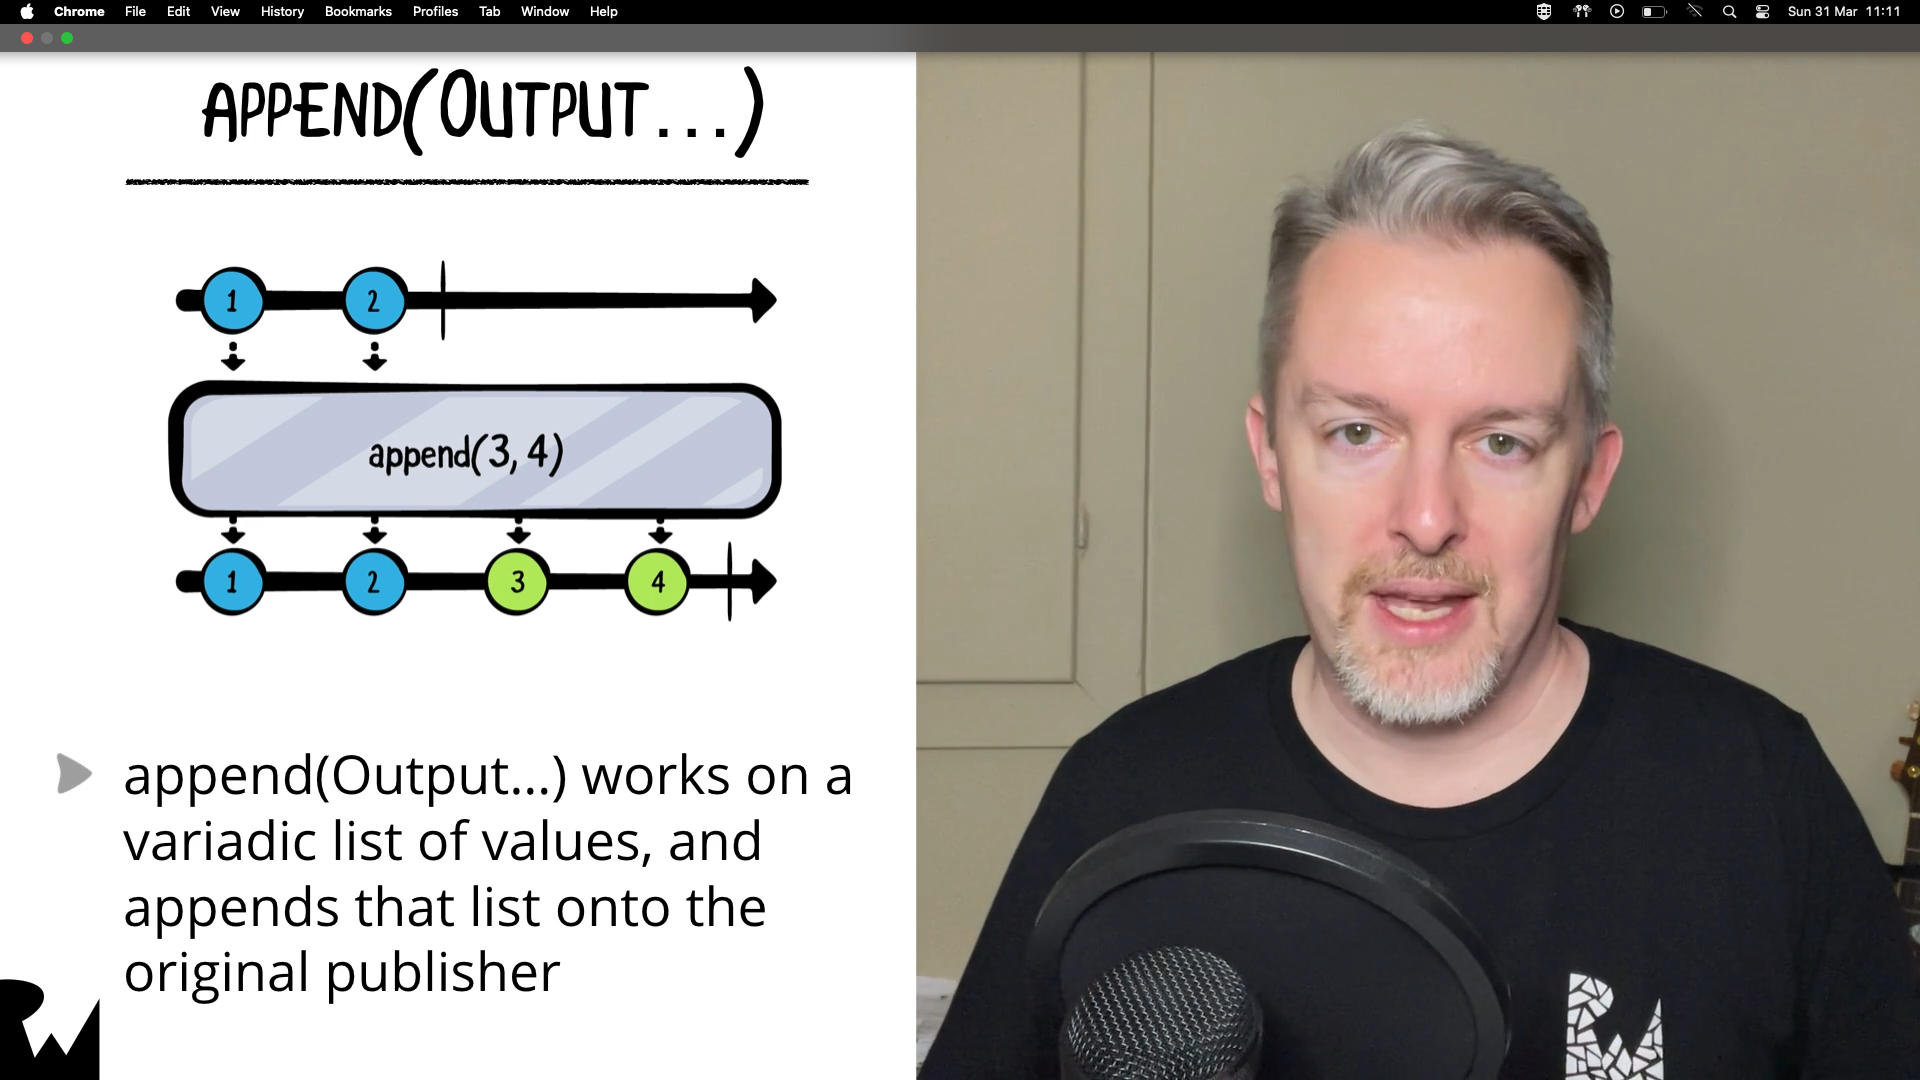 Chrome File Edit View History Bookmarks Profiles Tab Window Help Sun 31 Mar 11:11
APPEND(OUTPUT...)
1 2
append(3, 4)
1 2 3 4
append(Output...) works on a
variadic list of values, and
appends that list onto the
original publisher